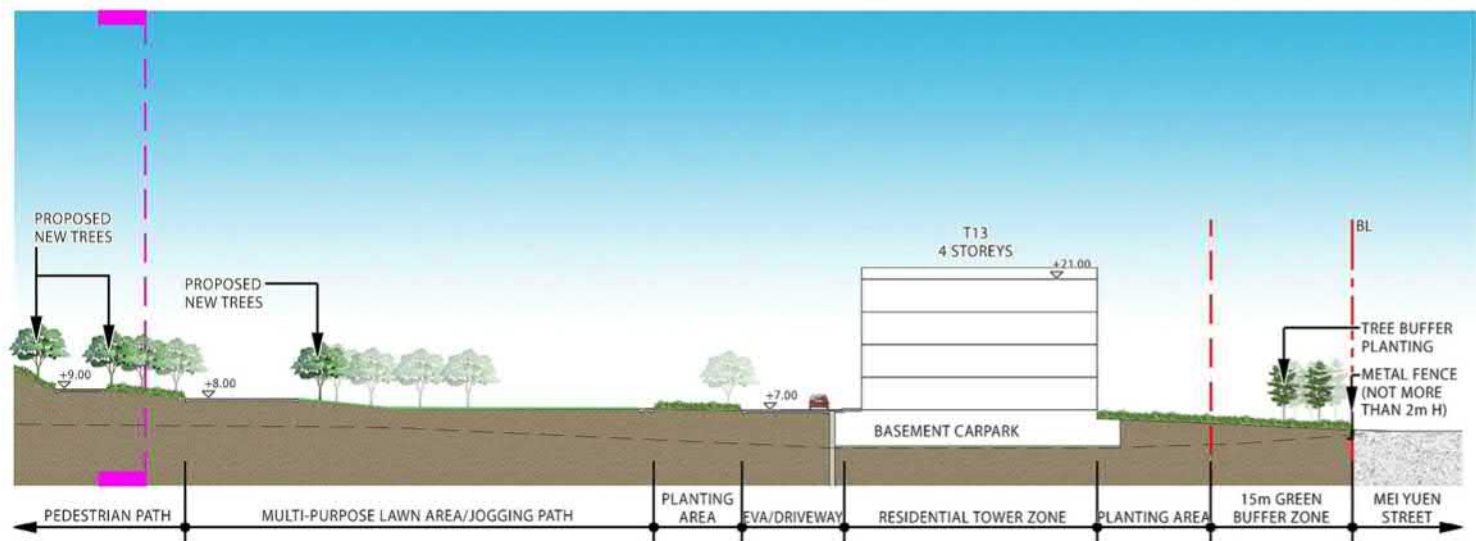 BL
T13
4 STOREYS
+21.00
PROPOSED
NEW TREES
PROPOSED
NEW TREES
+9.00
+8.00
+7.00
TREE BUFFER
PLANTING
METAL FENCE
(NOT MORE
THAN 2m H)
BASEMENT CARPARK
PEDESTRIAN PATH
MULTI-PURPOSE LAWN AREA/JOGGING PATH
PLANTING
AREA
EVA/DRIVEWAY
RESIDENTIAL TOWER ZONE
PLANTING AREA
15m GREEN
BUFFER ZONE
MEI YUEN
STREET